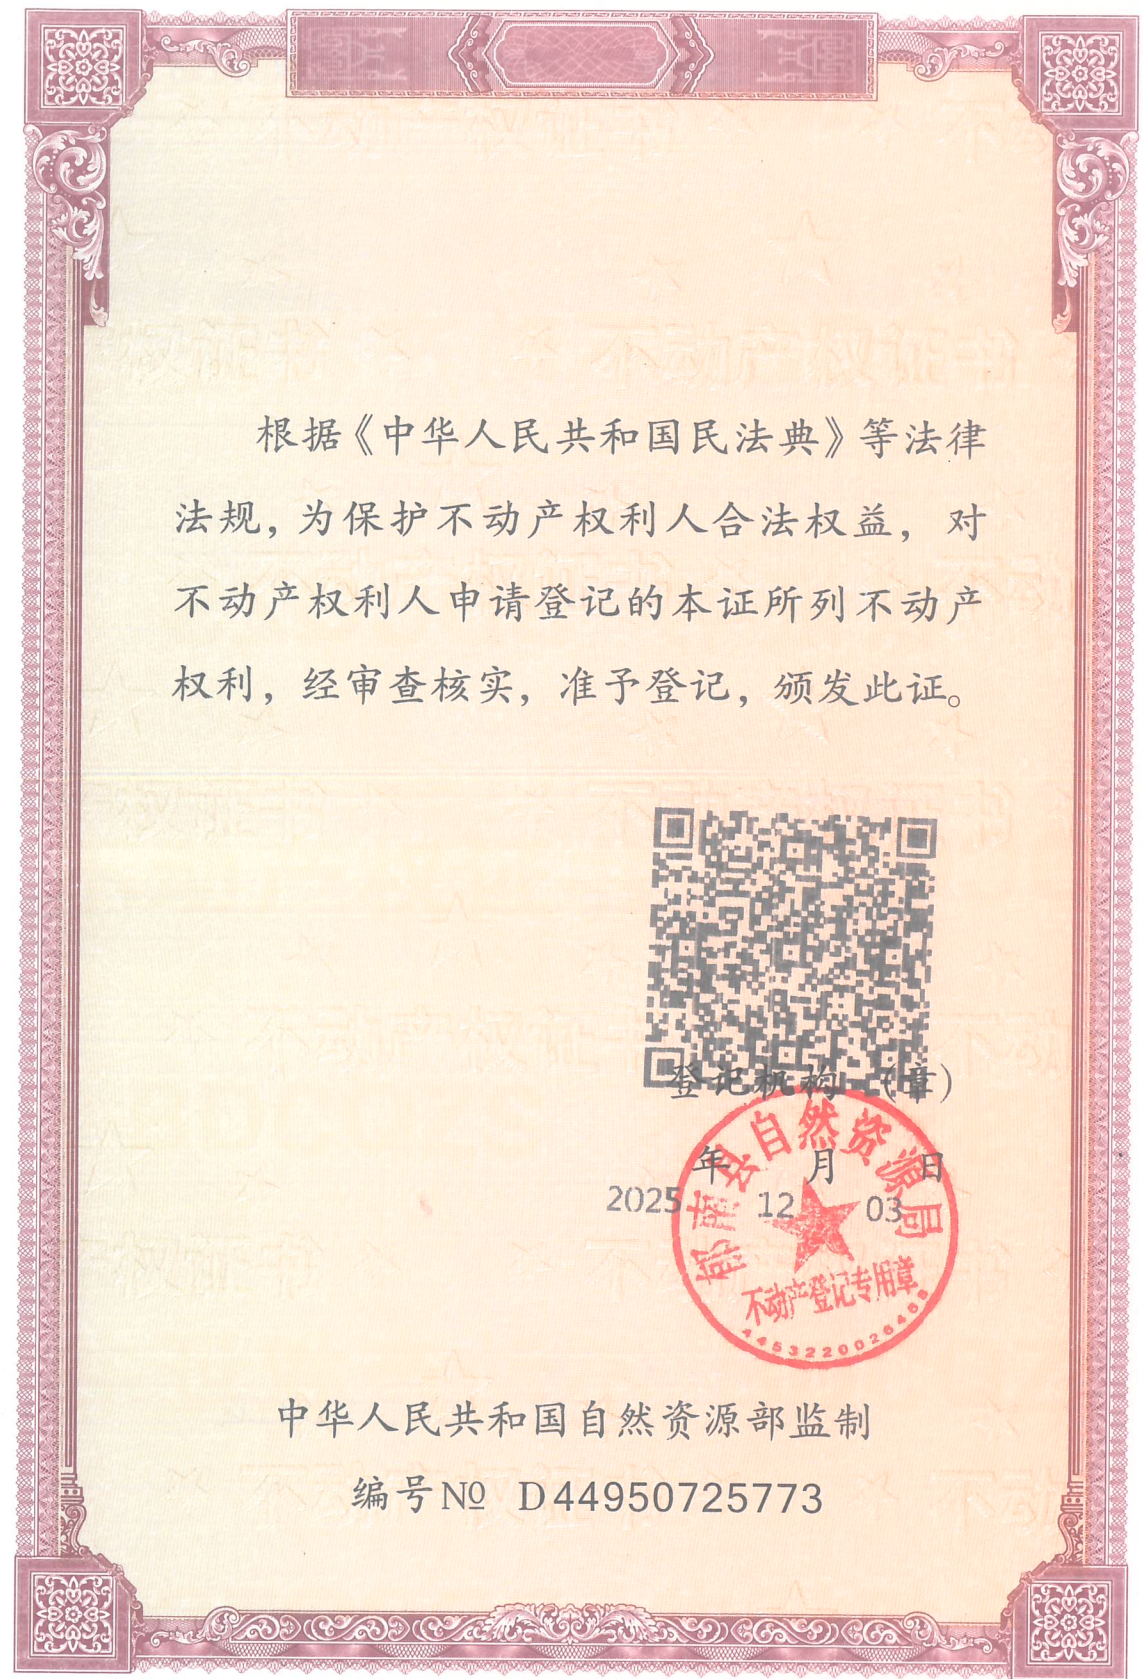 根据《中华人民共和国民法典》等法律
法规，为保护不动产权利人合法权益，对
不动产权利人申请登记的本证所列不动产
权利，经审查核实，准予登记，颁发此证。
登记机构（章）
年 月 日
2025 12 03
郁南县自然资源局
不动产登记专用章
4453220026468
中华人民共和国自然资源部监制
编号№ D44950725773